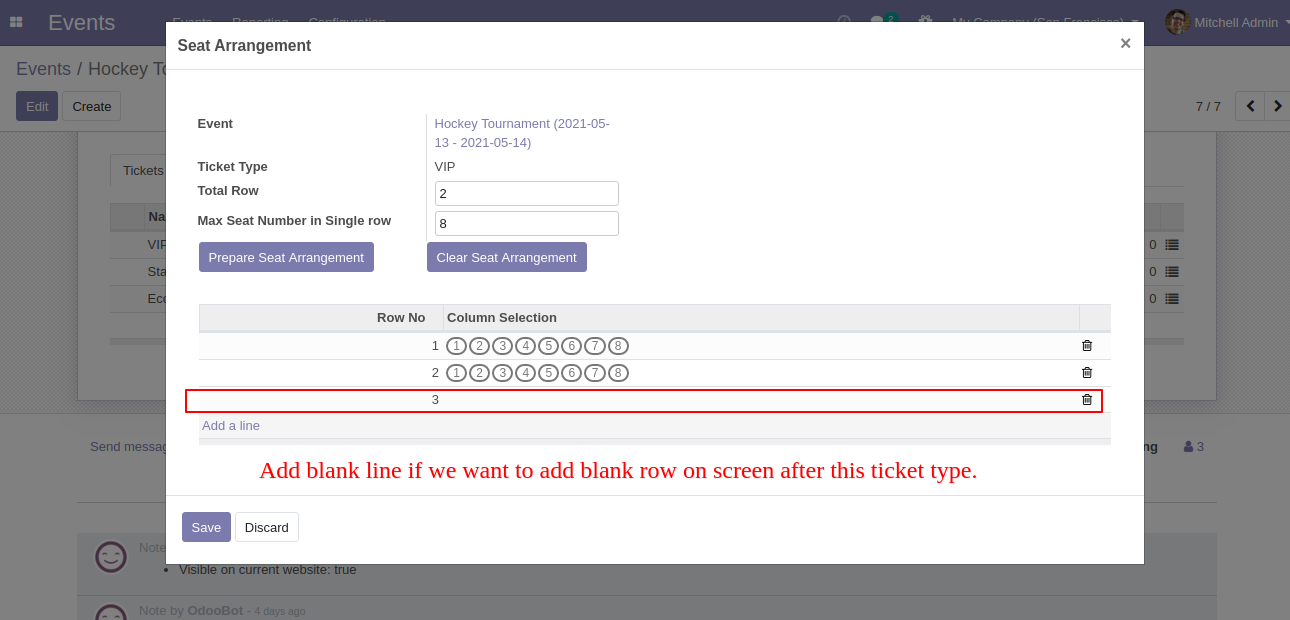 Events
Events Reporting Configuration
2
My Company (San Francisco)
Mitchell Admin
Events / Hockey To
Edit
Create
7 / 7
Seat Arrangement
×
Event
Hockey Tournament (2021-05-
13 - 2021-05-14)
Ticket Type
VIP
Total Row
2
Max Seat Number in Single row
8
Prepare Seat Arrangement
Clear Seat Arrangement
Tickets
Na
VIP
0
Sta
0
Eco
0
Row No
Column Selection
1
1 2 3 4 5 6 7 8
2
1 2 3 4 5 6 7 8
3
Add a line
Add blank line if we want to add blank row on screen after this ticket type.
Send messag
ng
3
Save
Discard
Note
• Visible on current website: true
Note by OdooBot - 4 days ago